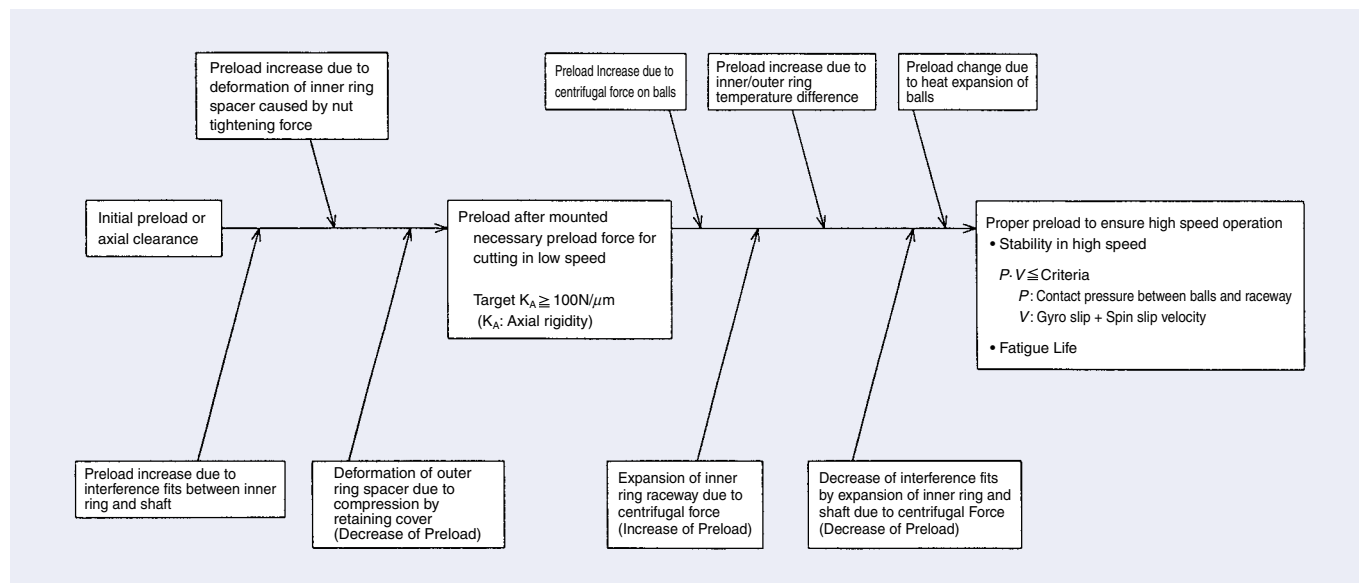 Preload increase due to
deformation of inner ring
spacer caused by nut
tightening force
Preload Increase due to
centrifugal force on balls
Preload increase due to
inner/outer ring
temperature difference
Preload change due
to heat expansion of
balls
Initial preload or
axial clearance
Preload after mounted
necessary preload force for
cutting in low speed
Target KA ≧ 100N/μm
(KA: Axial rigidity)
Proper preload to ensure high speed operation
• Stability in high speed
P·V≦Criteria
P: Contact pressure between balls and raceway
V: Gyro slip + Spin slip velocity
• Fatigue Life
Preload increase due to
interference fits between inner
ring and shaft
Deformation of outer
ring spacer due to
compression by
retaining cover
(Decrease of Preload)
Expansion of inner
ring raceway due to
centrifugal force
(Increase of Preload)
Decrease of interference fits
by expansion of inner ring and
shaft due to centrifugal Force
(Decrease of Preload)